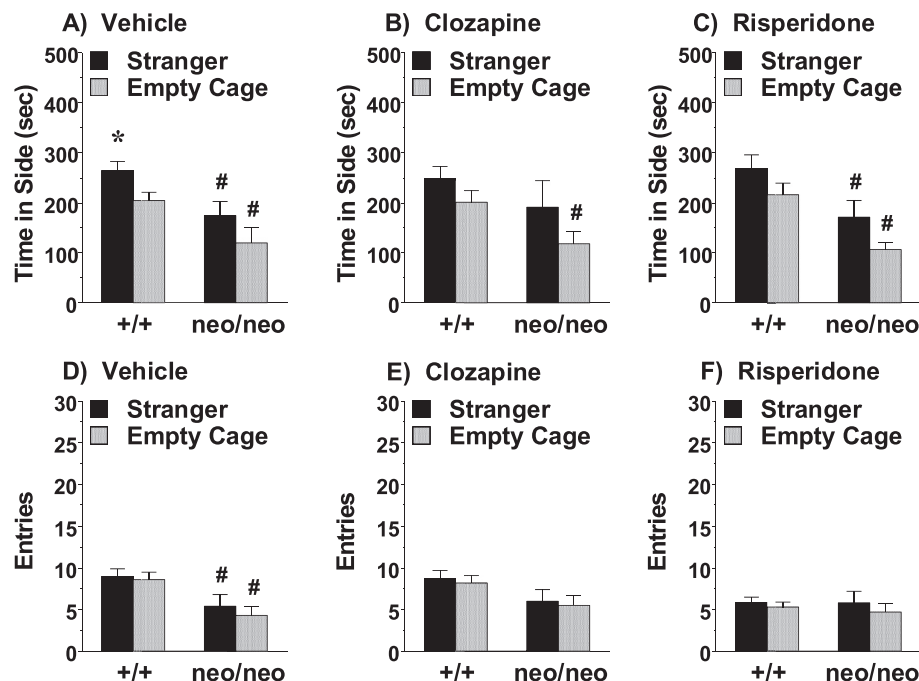 A) Vehicle
Stranger
Empty Cage
Time in Side (sec)
500
400
300
200
100
0
*
#
#
+/+ neo/neo
B) Clozapine
Stranger
Empty Cage
Time in Side (sec)
500
400
300
200
100
0
#
+/+ neo/neo
C) Risperidone
Stranger
Empty Cage
Time in Side (sec)
500
400
300
200
100
0
#
#
+/+ neo/neo
D) Vehicle
Stranger
Empty Cage
Entries
30
25
20
15
10
5
0
#
#
+/+ neo/neo
E) Clozapine
Stranger
Empty Cage
Entries
30
25
20
15
10
5
0
+/+ neo/neo
F) Risperidone
Stranger
Empty Cage
Entries
30
25
20
15
10
5
0
+/+ neo/neo